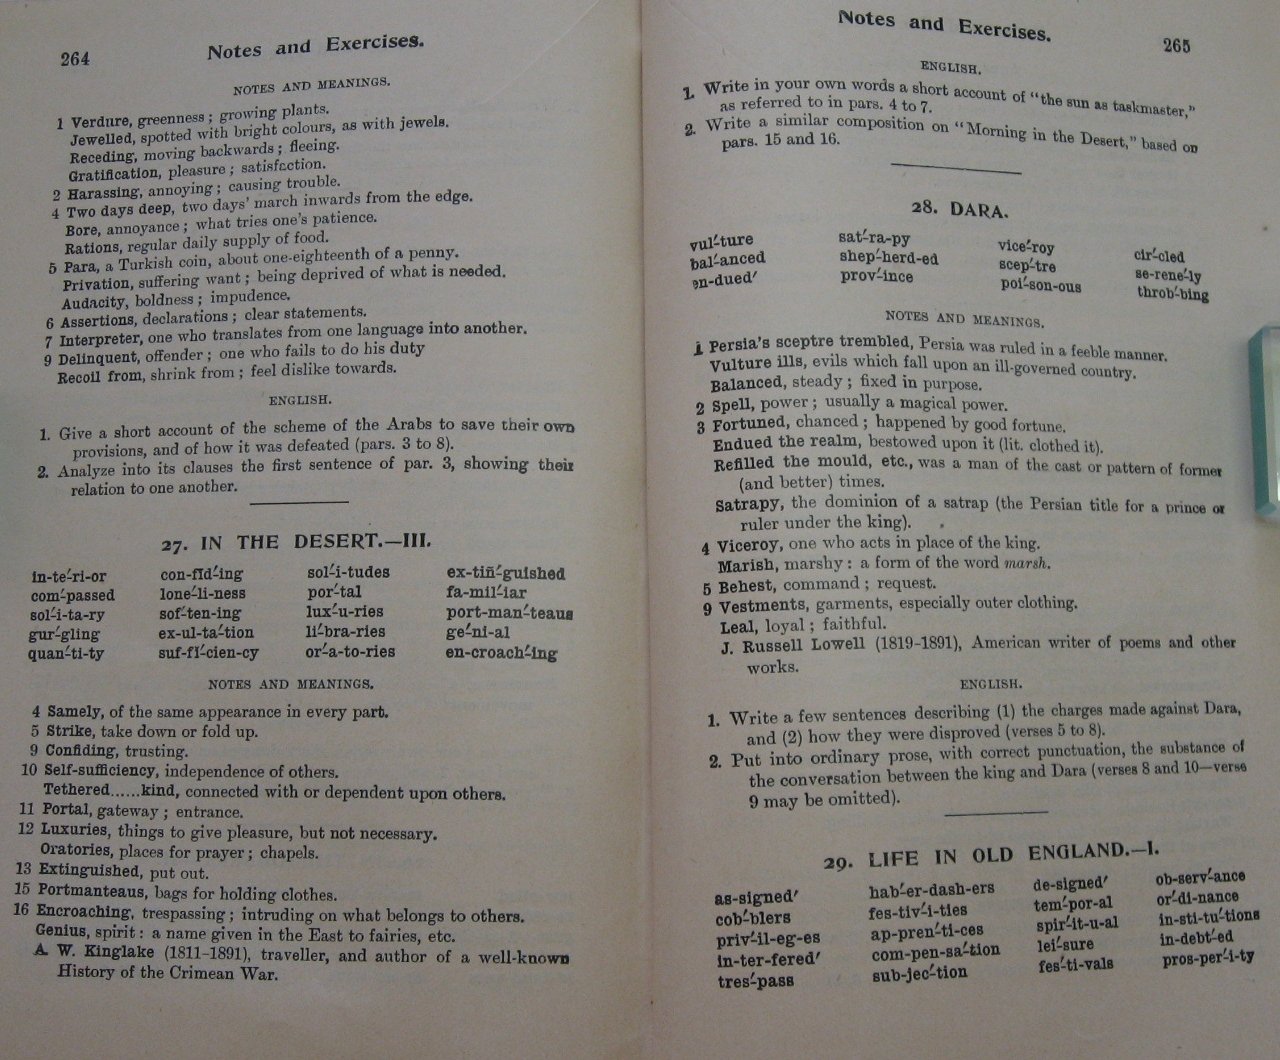 264
Notes and Exercises.
NOTES AND MEANINGS.
1 Verdure, greenness; growing plants.
Jewelled, spotted with bright colours, as with jewels.
Receding, moving backwards; fleeing.
Gratification, pleasure; satisfaction.
2 Harassing, annoying; causing trouble.
4 Two days deep, two days' march inwards from the edge.
Bore, annoyance; what tries one's patience.
Rations, regular daily supply of food.
5 Para, a Turkish coin, about one-eighteenth of a penny.
Privation, suffering want; being deprived of what is needed.
Audacity, boldness; impudence.
6 Assertions, declarations; clear statements.
7 Interpreter, one who translates from one language into another.
9 Delinquent, offender; one who fails to do his duty
Recoil from, shrink from; feel dislike towards.
ENGLISH.
1. Give a short account of the scheme of the Arabs to save their own
provisions, and of how it was defeated (pars. 3 to 8).
2. Analyze into its clauses the first sentence of par. 3, showing their
relation to one another.
27. IN THE DESERT.—III.
in-te′-ri-or con-fīd′-ing sol′-i-tudes ex-tiñ′-guished
com′-passed lone′-li-ness por′-tal fa-mil′-iar
sol′-i-ta-ry sof′-ten-ing lux′-u-ries port-man′-teaus
gur′-gling ex-ul-ta′-tion li′-bra-ries ge′-ni-al
quan′-ti-ty suf-fi′-cien-cy or′-a-to-ries en-croach′-ing
NOTES AND MEANINGS.
4 Samely, of the same appearance in every part.
5 Strike, take down or fold up.
9 Confiding, trusting.
10 Self-sufficiency, independence of others.
Tethered......kind, connected with or dependent upon others.
11 Portal, gateway; entrance.
12 Luxuries, things to give pleasure, but not necessary.
Oratories, places for prayer; chapels.
13 Extinguished, put out.
15 Portmanteaus, bags for holding clothes.
16 Encroaching, trespassing; intruding on what belongs to others.
Genius, spirit: a name given in the East to fairies, etc.
A. W. Kinglake (1811-1891), traveller, and author of a well-known
History of the Crimean War.
Notes and Exercises.
265
ENGLISH.
1. Write in your own words a short account of "the sun as taskmaster,"
as referred to in pars. 4 to 7.
2. Write a similar composition on "Morning in the Desert," based on
pars. 15 and 16.
28. DARA.
vul′-ture sat′-ra-py vice′-roy cir′-cled
bal′-anced shep′-herd-ed scep′-tre se-rene′-ly
en-dued′ prov′-ince poi′-son-ous throb′-bing
NOTES AND MEANINGS.
1 Persia's sceptre trembled, Persia was ruled in a feeble manner.
Vulture ills, evils which fall upon an ill-governed country.
Balanced, steady; fixed in purpose.
2 Spell, power; usually a magical power.
3 Fortuned, chanced; happened by good fortune.
Endued the realm, bestowed upon it (lit. clothed it).
Refilled the mould, etc., was a man of the cast or pattern of former
(and better) times.
Satrapy, the dominion of a satrap (the Persian title for a prince or
ruler under the king).
4 Viceroy, one who acts in place of the king.
Marish, marshy: a form of the word marsh.
5 Behest, command; request.
9 Vestments, garments, especially outer clothing.
Leal, loyal; faithful.
J. Russell Lowell (1819-1891), American writer of poems and other
works.
ENGLISH.
1. Write a few sentences describing (1) the charges made against Dara,
and (2) how they were disproved (verses 5 to 8).
2. Put into ordinary prose, with correct punctuation, the substance of
the conversation between the king and Dara (verses 8 and 10—verse
9 may be omitted).
29. LIFE IN OLD ENGLAND.—I.
as-signed′ hab′-er-dash-ers de-signed′ ob-serv′-ance
cob′-blers fes-tiv′-i-ties tem′-por-al or′-di-nance
priv′-il-eg-es ap-pren′-ti-ces spir′-it-u-al in-sti-tu′-tions
in-ter-fered′ com-pen-sa′-tion lei′-sure in-debt′-ed
tres′-pass sub-jec′-tion fes′-ti-vals pros-per′-i-ty